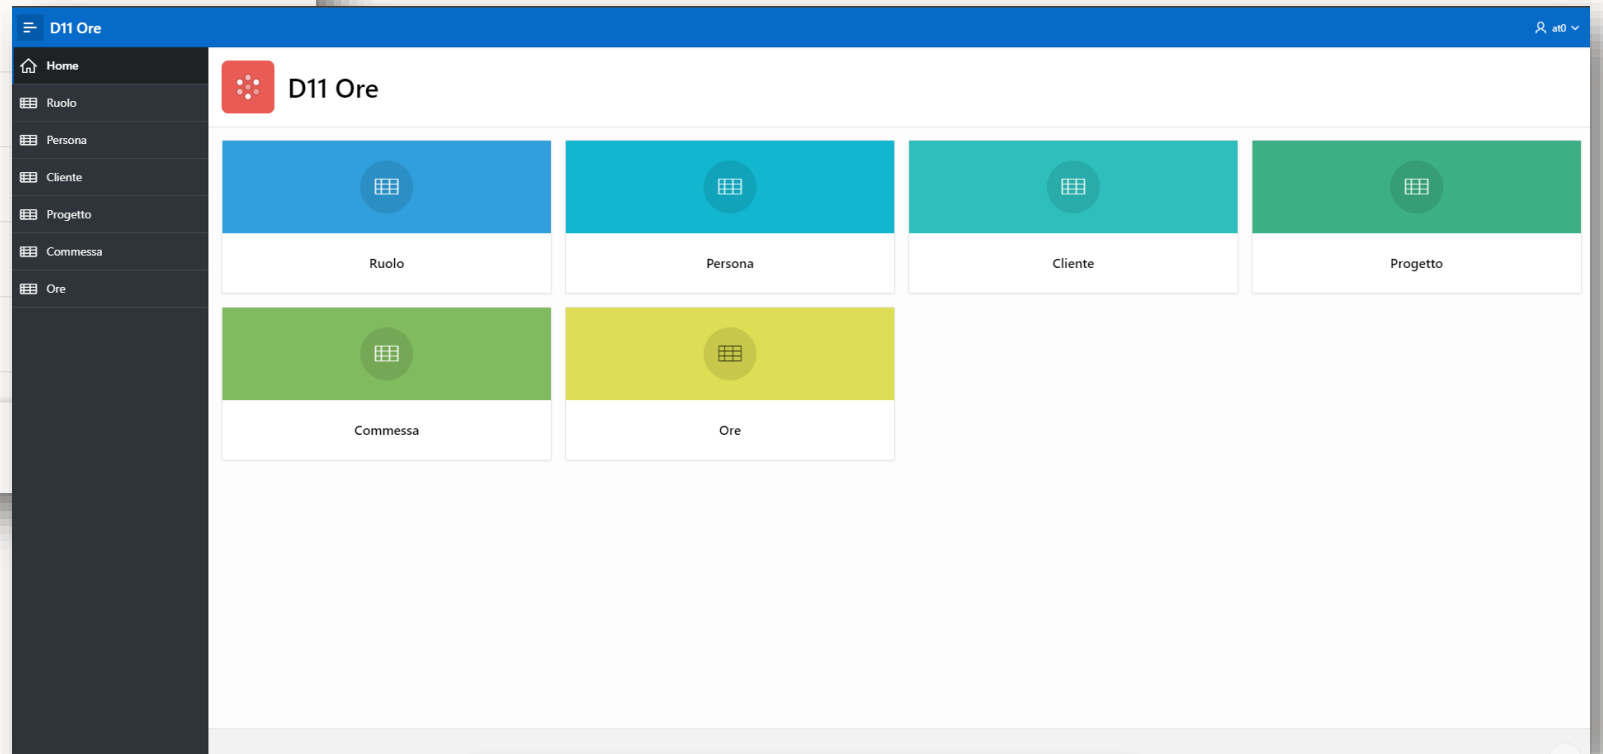 D11 Ore
at0
Home
Ruolo
Persona
Cliente
Progetto
Commessa
Ore
D11 Ore
Ruolo
Persona
Cliente
Progetto
Commessa
Ore